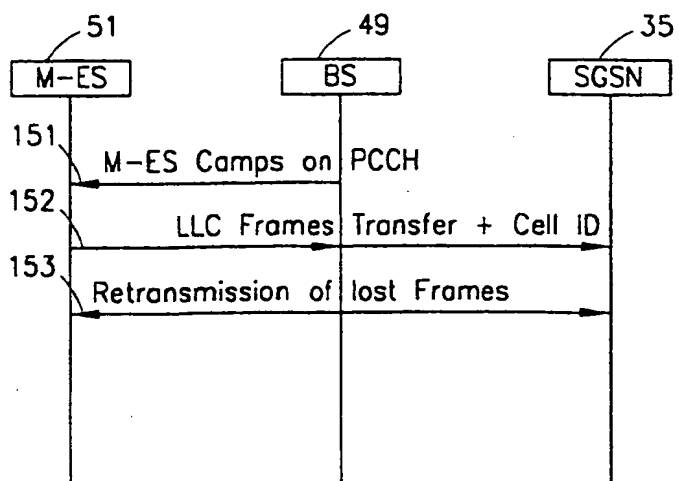 51 49 35
M-ES BS SGSN
151 M-ES Camps on PCCH
152 LLC Frames Transfer + Cell ID
153 Retransmission of lost Frames